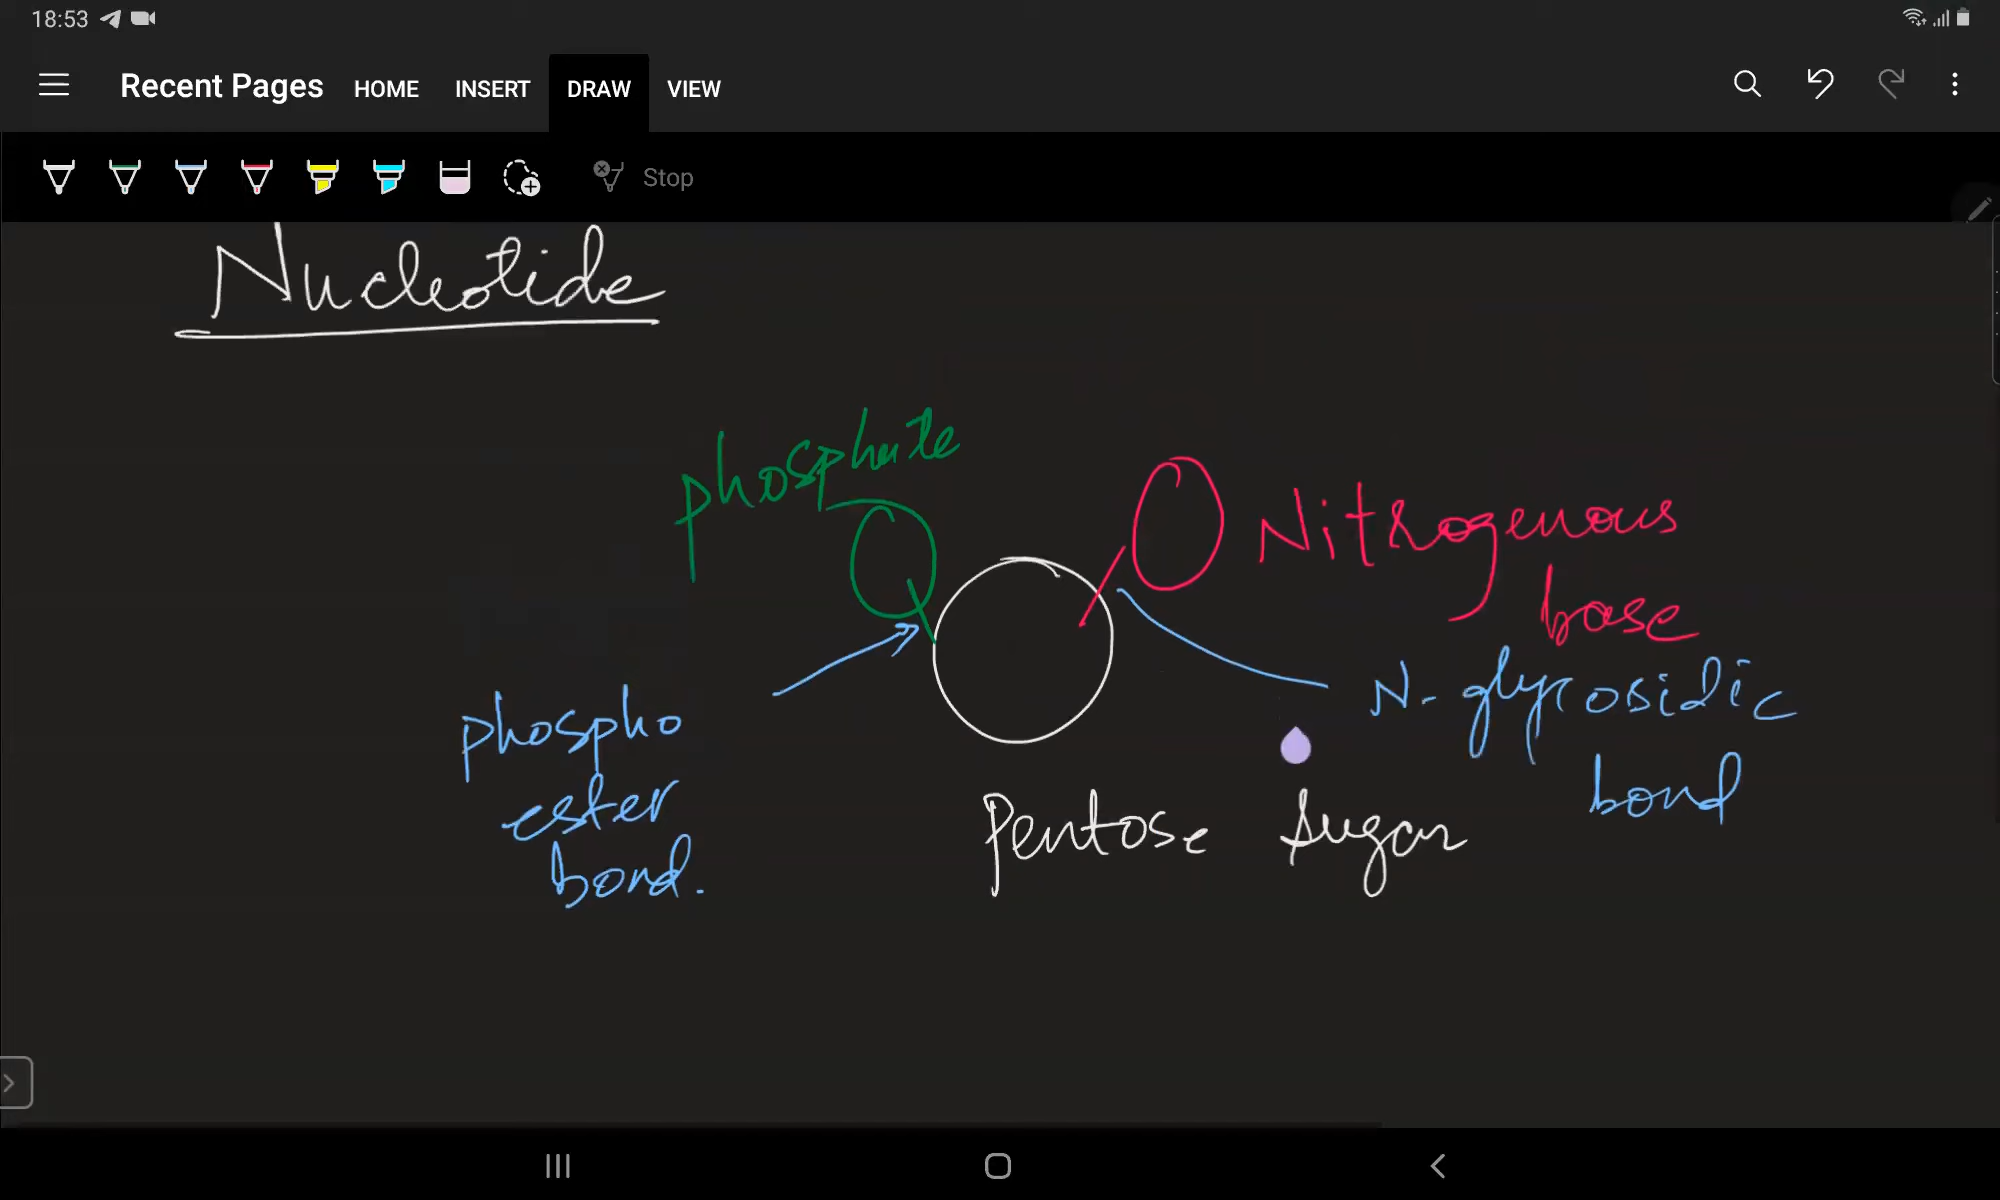 18:53
Recent Pages HOME INSERT DRAW VIEW
Stop
Nucleotide
phosphate
Nitrogenous
base
N-glycosidic
bond
phospho
ester
bond.
Pentose Sugar